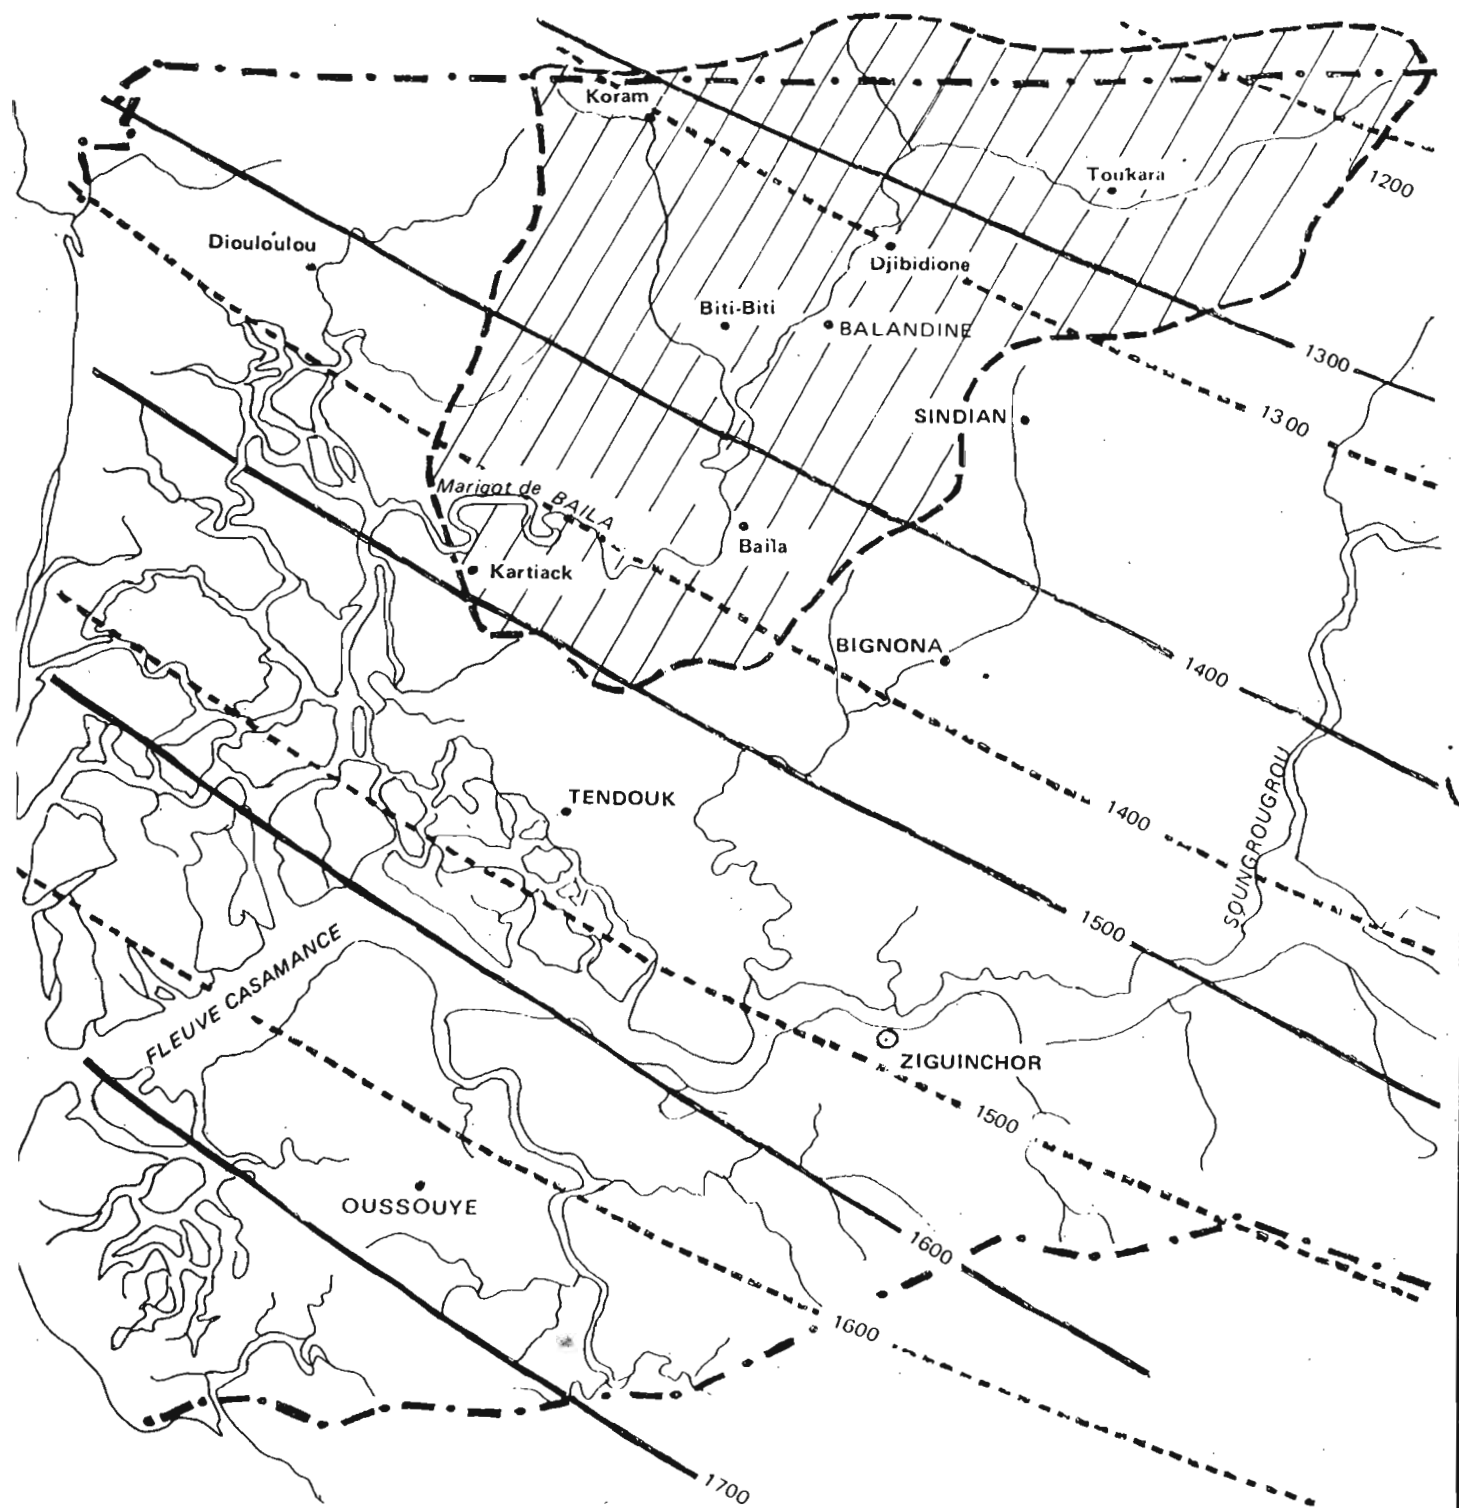 Koram
Toukara
1200
Diouloulou
Djibidione
Biti-Biti
BALANDINE
1300
1300
SINDIAN
Marigot de BAILA
Baila
Kartiack
BIGNONA
1400
TENDOUK
1400
SOUNGROUGROU
1500
FLEUVE CASAMANCE
ZIGUINCHOR
1500
OUSSOUYE
1600
1600
1700